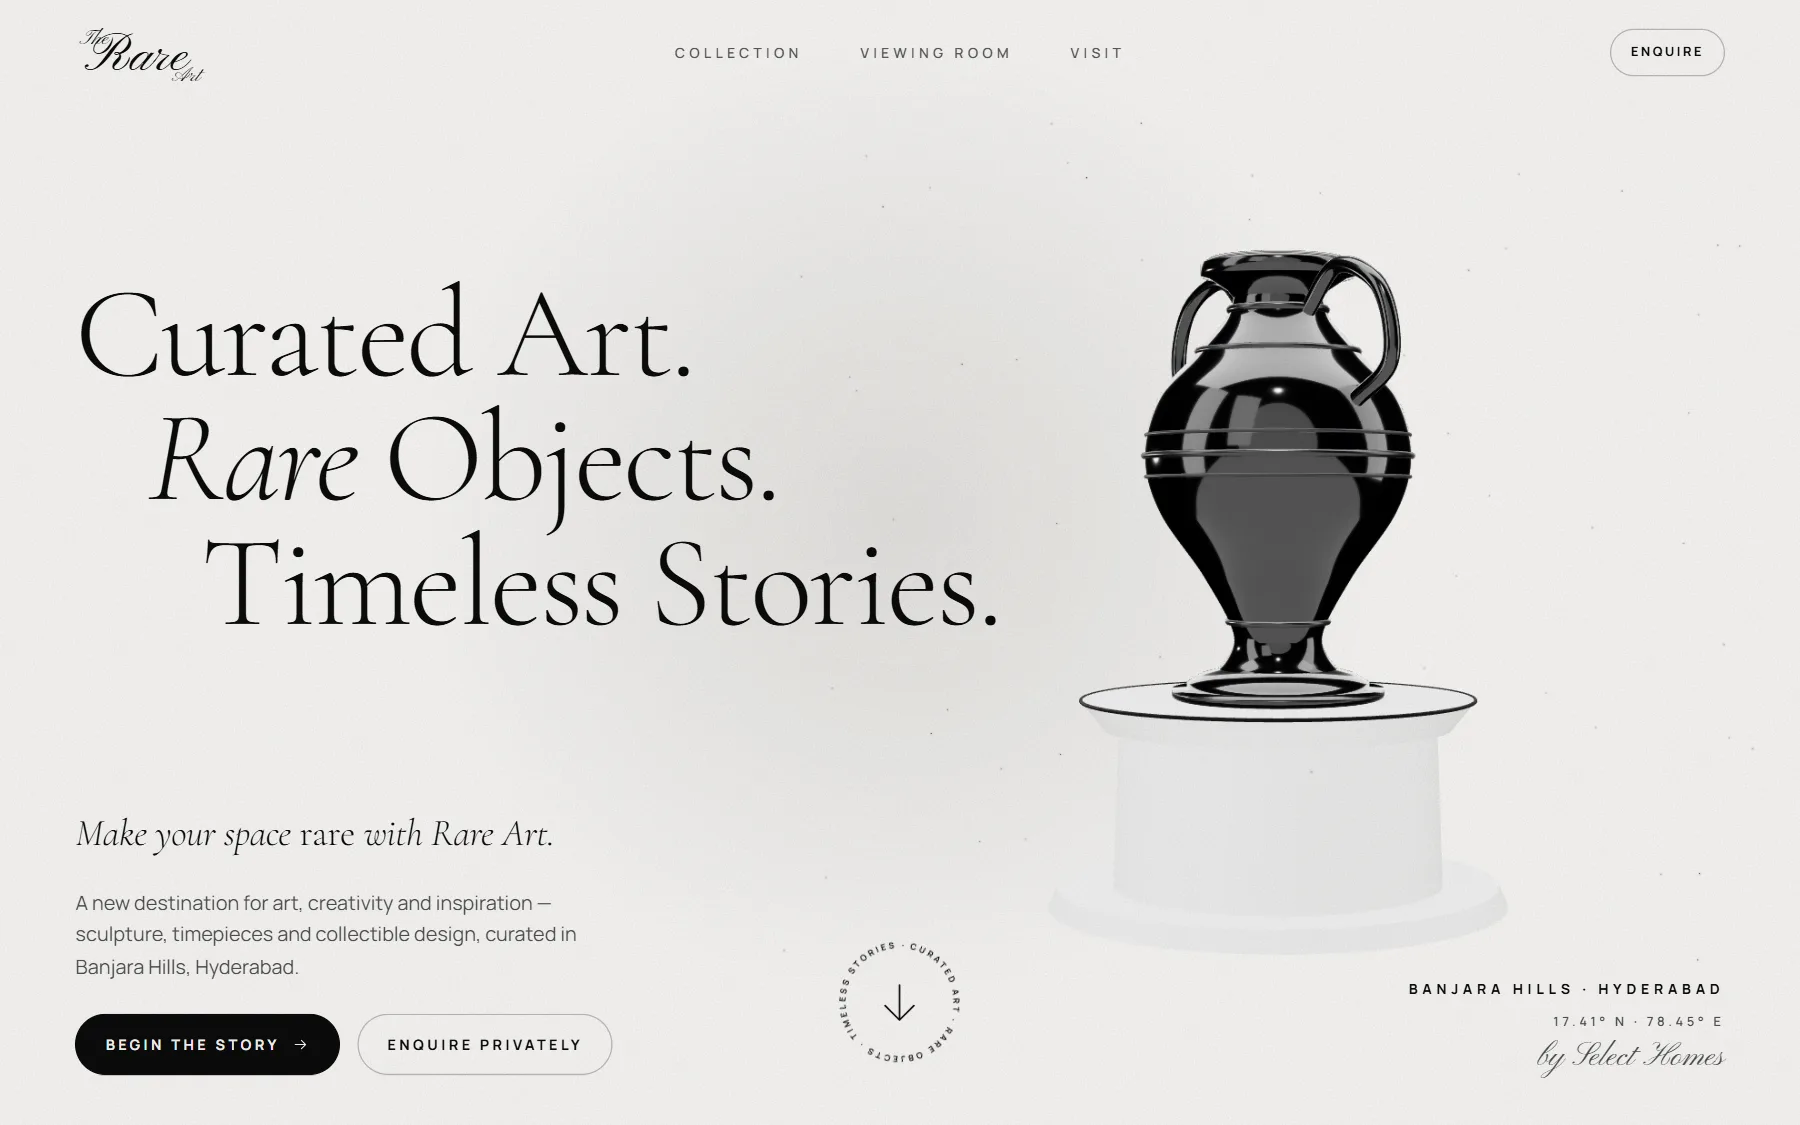 The Rare Art
COLLECTION
VIEWING ROOM
VISIT
ENQUIRE
Curated Art.
Rare Objects.
Timeless Stories.
Make your space rare with Rare Art.
A new destination for art, creativity and inspiration —
sculpture, timepieces and collectible design, curated in
Banjara Hills, Hyderabad.
BEGIN THE STORY →
ENQUIRE PRIVATELY
CURATED ART · RARE OBJECTS · TIMELESS STORIES ·
BANJARA HILLS · HYDERABAD
17.41° N · 78.45° E
by Select Homes